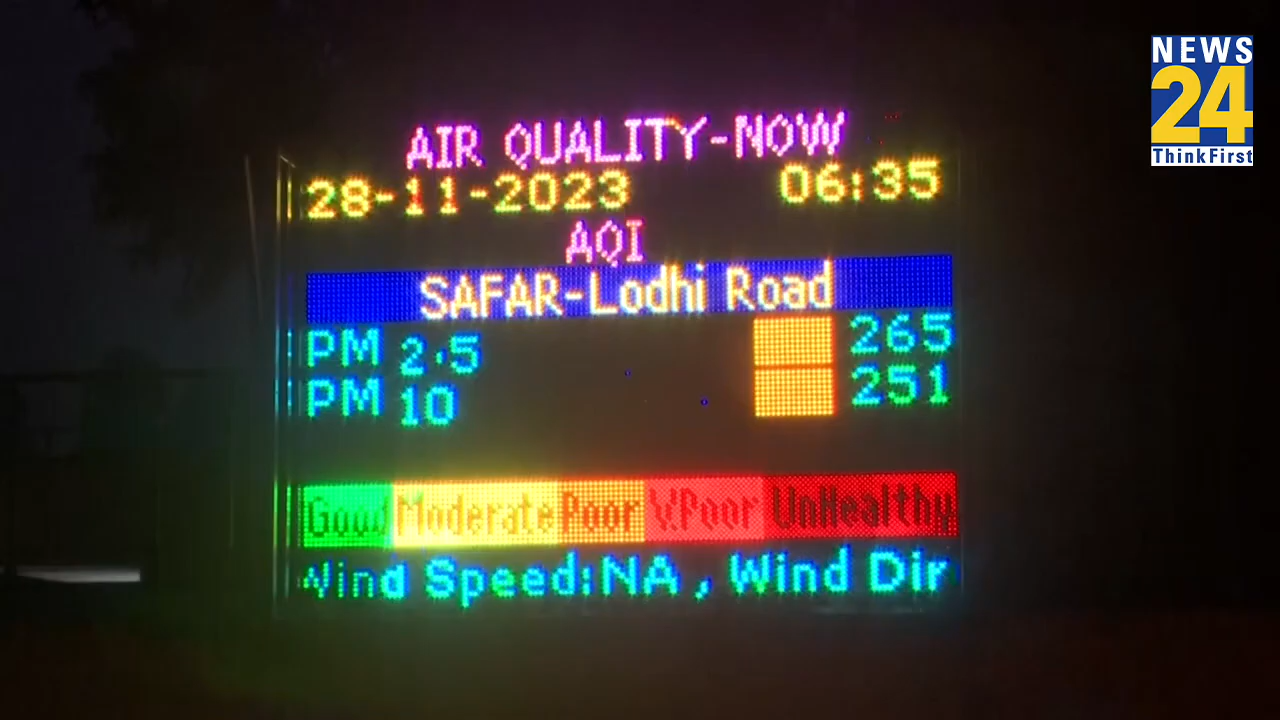 NEWS
24
ThinkFirst
AIR QUALITY-NOW
28-11-2023 06:35
AQI
SAFAR-Lodhi Road
PM 2.5 265
PM 10 251
Good Moderate Poor V.Poor UnHealthy
Wind Speed:NA , Wind Dir